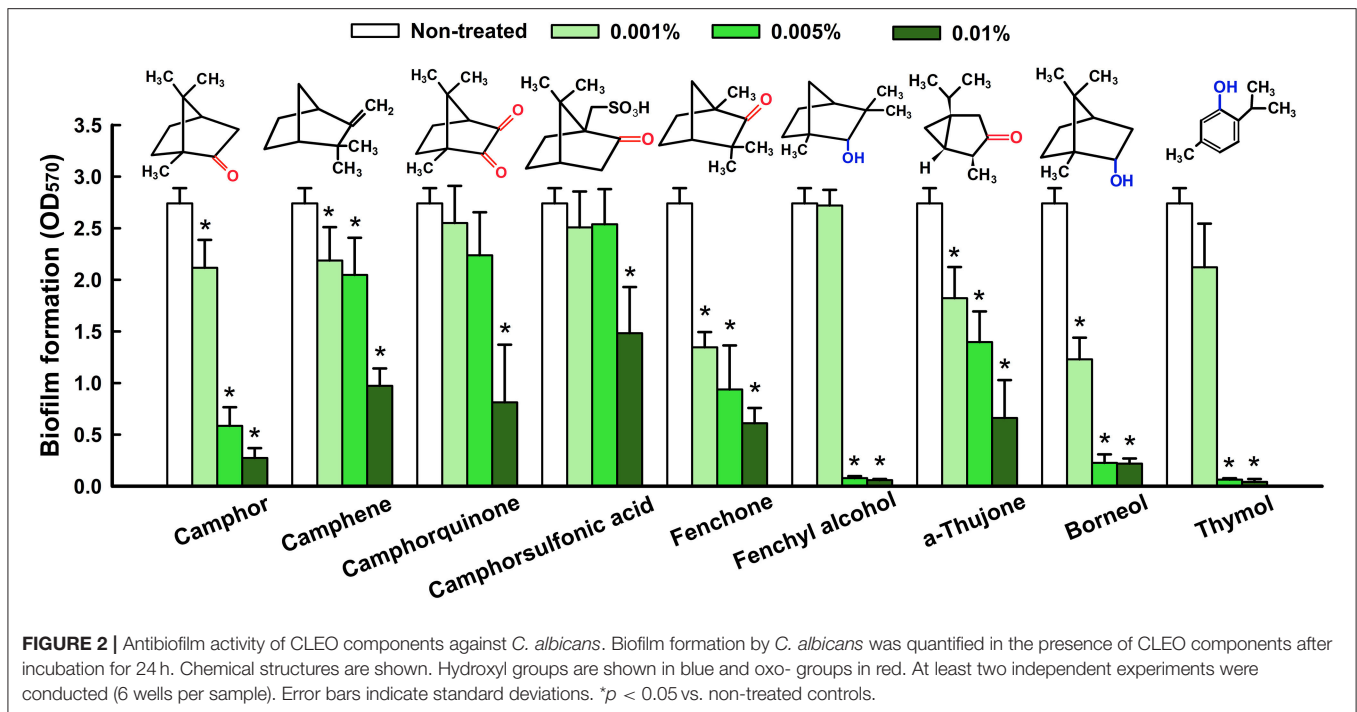 Non-treated 0.001% 0.005% 0.01%
H₃C CH₃ H₃C O
CH₂ CH₃ CH₃
H₃C CH₃ O H₃C O
H₃C CH₃ SO₃H O
CH₃ O CH₃ H₃C
CH₃ CH₃ H₃C OH
H₃C CH₃ O H CH₃
H₃C CH₃ H₃C OH
OH CH₃ CH₃ H₃C
Biofilm formation (OD₅₇₀)
3.5
3.0
2.5
2.0
1.5
1.0
0.5
0.0
* * *
* * *
*
*
* * *
* *
* * *
* * *
* *
Camphor
Camphene
Camphorquinone
Camphorsulfonic acid
Fenchone
Fenchyl alcohol
a-Thujone
Borneol
Thymol
FIGURE 2 | Antibiofilm activity of CLEO components against C. albicans. Biofilm formation by C. albicans was quantified in the presence of CLEO components after
incubation for 24 h. Chemical structures are shown. Hydroxyl groups are shown in blue and oxo- groups in red. At least two independent experiments were
conducted (6 wells per sample). Error bars indicate standard deviations. *p < 0.05 vs. non-treated controls.